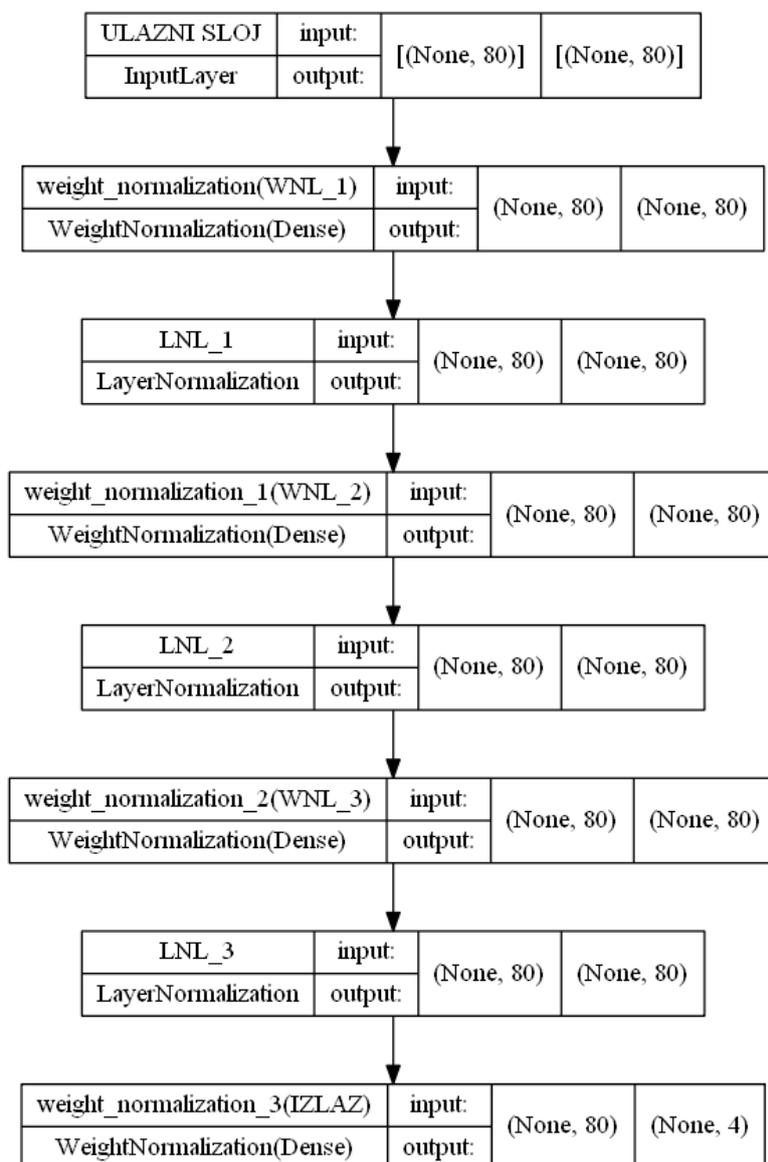 ULAZNI SLOJ input: [(None, 80)] [(None, 80)]
InputLayer output:
weight_normalization(WNL_1) input: (None, 80) (None, 80)
WeightNormalization(Dense) output:
LNL_1 input: (None, 80) (None, 80)
LayerNormalization output:
weight_normalization_1(WNL_2) input: (None, 80) (None, 80)
WeightNormalization(Dense) output:
LNL_2 input: (None, 80) (None, 80)
LayerNormalization output:
weight_normalization_2(WNL_3) input: (None, 80) (None, 80)
WeightNormalization(Dense) output:
LNL_3 input: (None, 80) (None, 80)
LayerNormalization output:
weight_normalization_3(IZLAZ) input: (None, 80) (None, 4)
WeightNormalization(Dense) output: